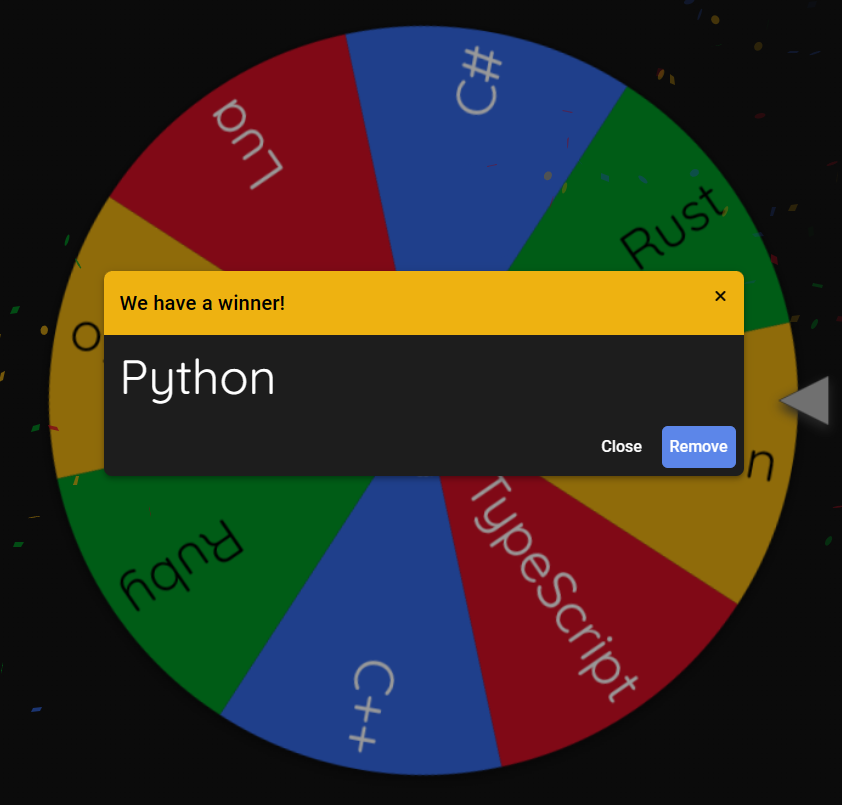 C#
Lua
Rust
We have a winner!
Python
Close
Remove
TypeScript
Ruby
C++